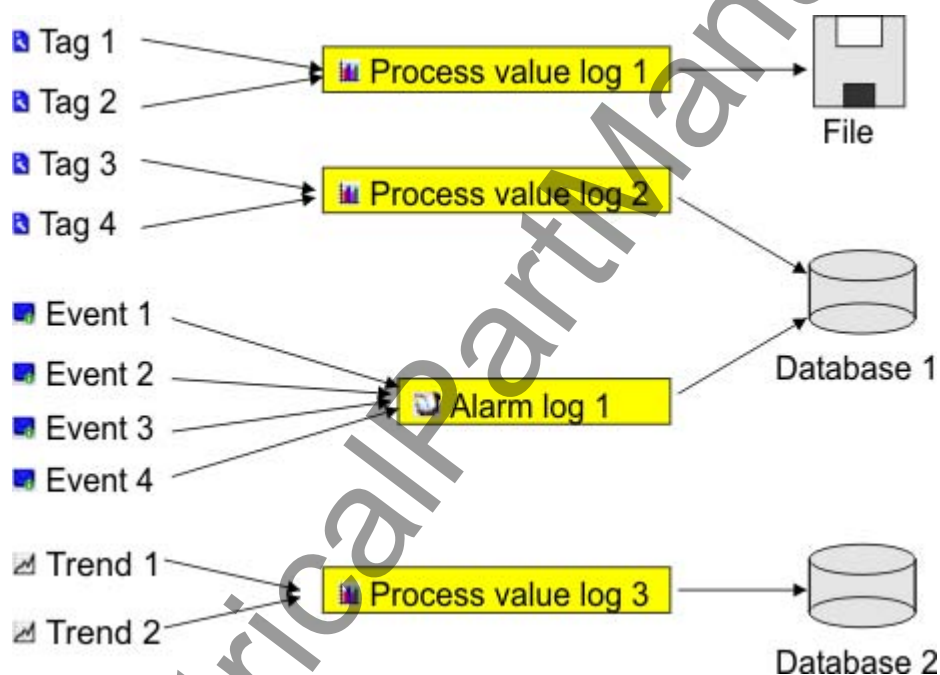 Tag 1
Process value log 1
Tag 2
File
Tag 3
Process value log 2
Tag 4
Event 1
Database 1
Event 2
Alarm log 1
Event 3
Event 4
Trend 1
Process value log 3
Trend 2
Database 2